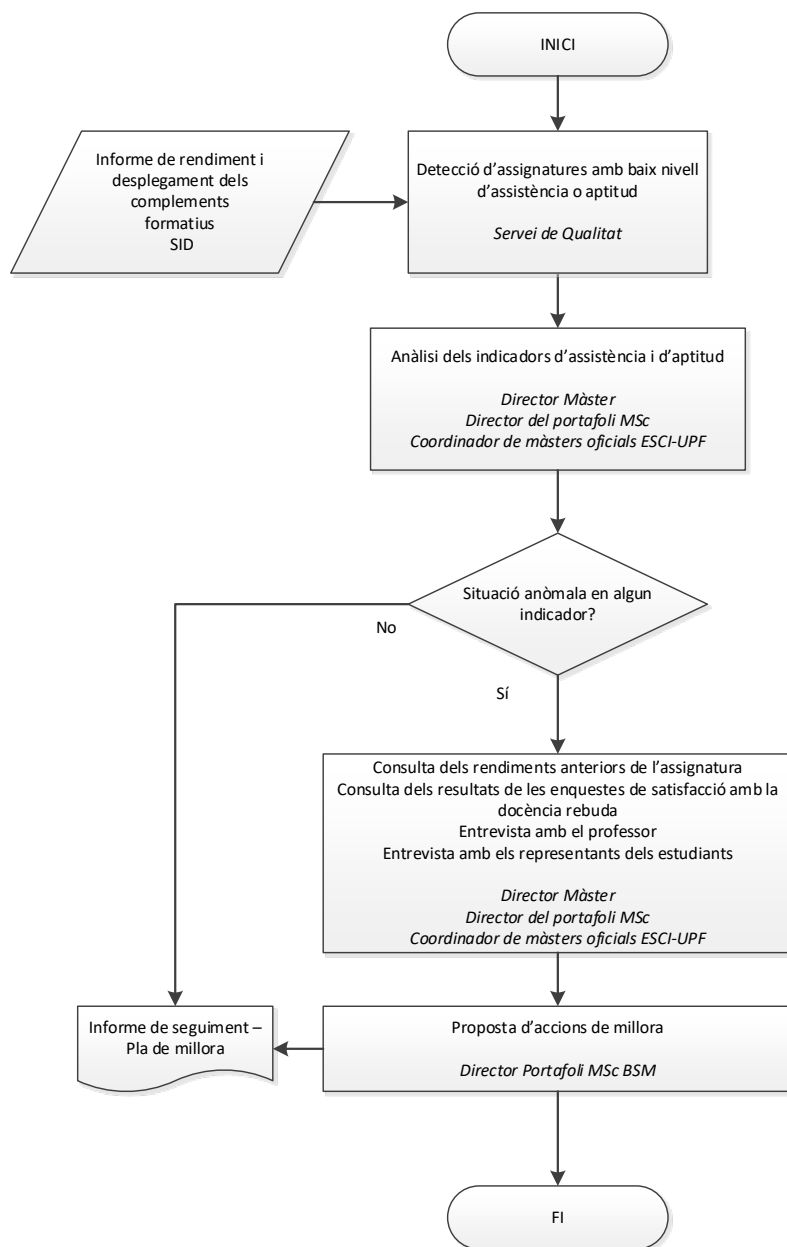 INICI
Informe de rendiment i
desplegament dels
complements
formatius
SID
Detecció d’assignatures amb baix nivell
d’assistència o aptitud
Servei de Qualitat
Anàlisi dels indicadors d’assistència i d’aptitud
Director Màster
Director del portafoli MSc
Coordinador de màsters oficials ESCI-UPF
Situació anòmala en algun
indicador?
No
Sí
Consulta dels rendiments anteriors de l’assignatura
Consulta dels resultats de les enquestes de satisfacció amb la
docència rebuda
Entrevista amb el professor
Entrevista amb els representants dels estudiants
Director Màster
Director del portafoli MSc
Coordinador de màsters oficials ESCI-UPF
Informe de seguiment –
Pla de millora
Proposta d’accions de millora
Director Portafoli MSc BSM
FI